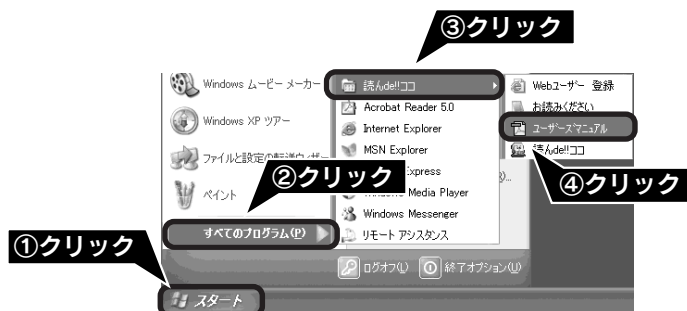 ③クリック
Windows ムービー メーカー
読んde!!ココ
Webユーザー 登録
Acrobat Reader 5.0
お読みください
Windows XP ツアー
Internet Explorer
ユーザーズマニュアル
MSN Explorer
読んde!!ココ
ファイルと設定の転送ウィザー
②クリック
xpress
④クリック
ペイント
Media Player
Windows Messenger
すべてのプログラム(P)
リモート アシスタンス
①クリック
ログオフ(L)
終了オプション(U)
スタート